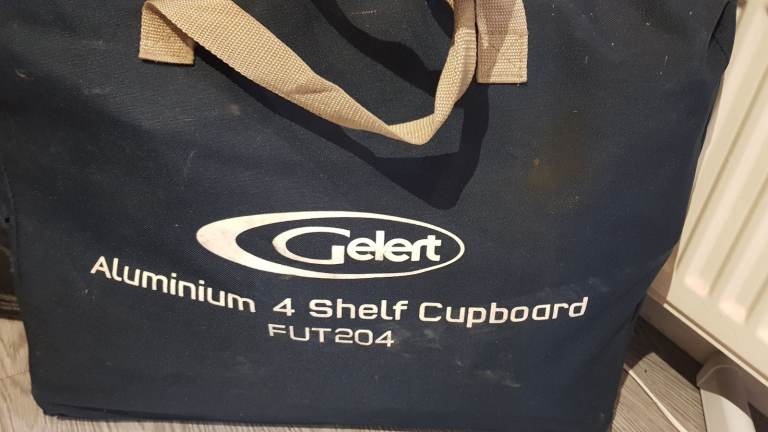 Gelert
Aluminium 4 Shelf Cupboard
FUT204